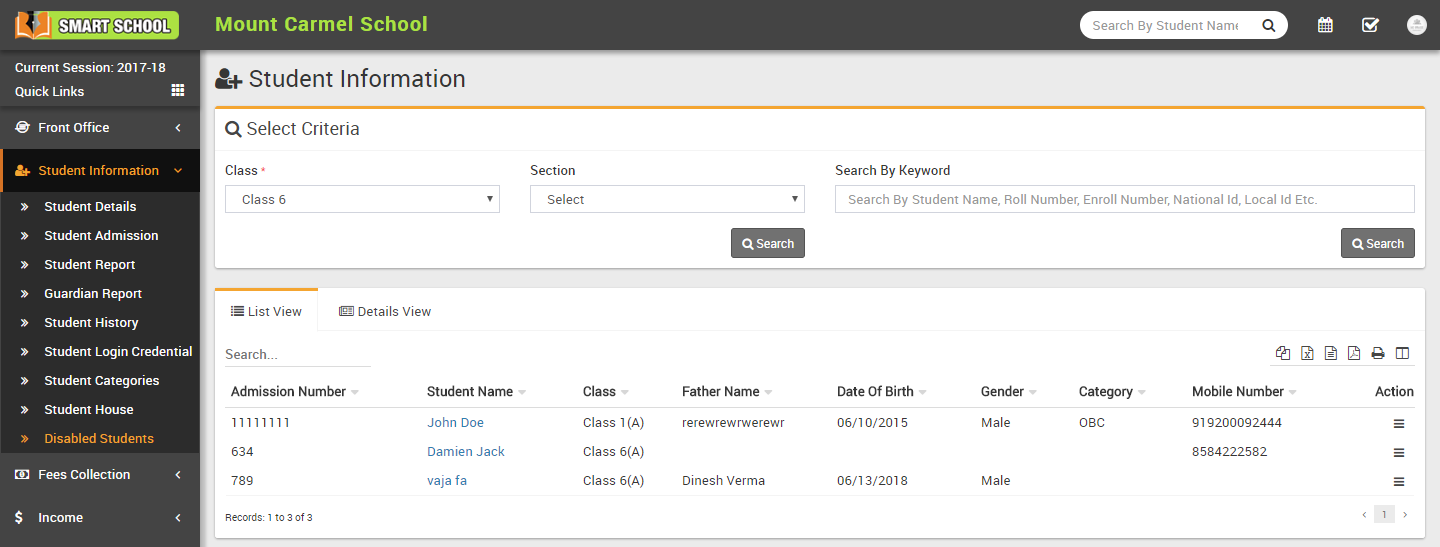 SMART SCHOOL
Mount Carmel School
Search By Student Name
Current Session: 2017-18
Quick Links
Front Office
Student Information
Student Details
Student Admission
Student Report
Guardian Report
Student History
Student Login Credential
Student Categories
Student House
Disabled Students
Fees Collection
Income
Student Information
Select Criteria
Class * Section Search By Keyword
Class 6 Select Search By Student Name, Roll Number, Enroll Number, National Id, Local Id Etc.
Search Search
List View Details View
Search...
Admission Number Student Name Class Father Name Date Of Birth Gender Category Mobile Number Action
11111111 John Doe Class 1(A) rerewrewrwerewr 06/10/2015 Male OBC 919200092444
634 Damien Jack Class 6(A) 8584222582
789 vaja fa Class 6(A) Dinesh Verma 06/13/2018 Male
Records: 1 to 3 of 3
1